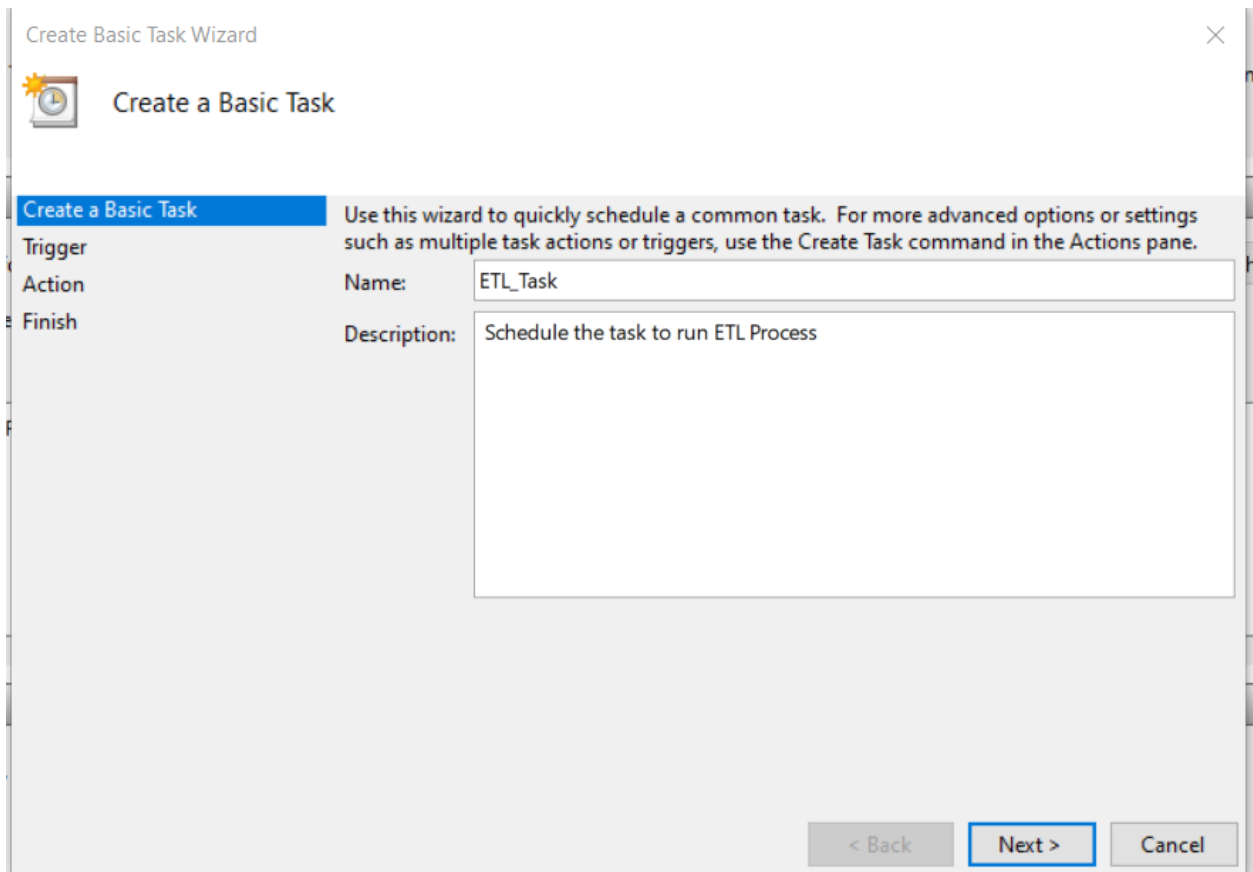 Create Basic Task Wizard
Create a Basic Task
Create a Basic Task
Trigger
Action
Finish
Use this wizard to quickly schedule a common task.  For more advanced options or settings
such as multiple task actions or triggers, use the Create Task command in the Actions pane.
Name:
ETL_Task
Description:
Schedule the task to run ETL Process
< Back
Next >
Cancel